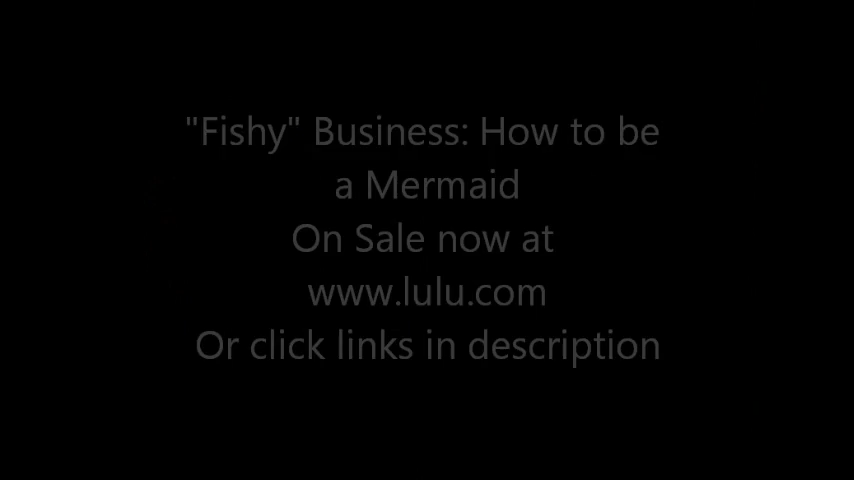 "Fishy" Business: How to be
a Mermaid
On Sale now at
www.lulu.com
Or click links in description